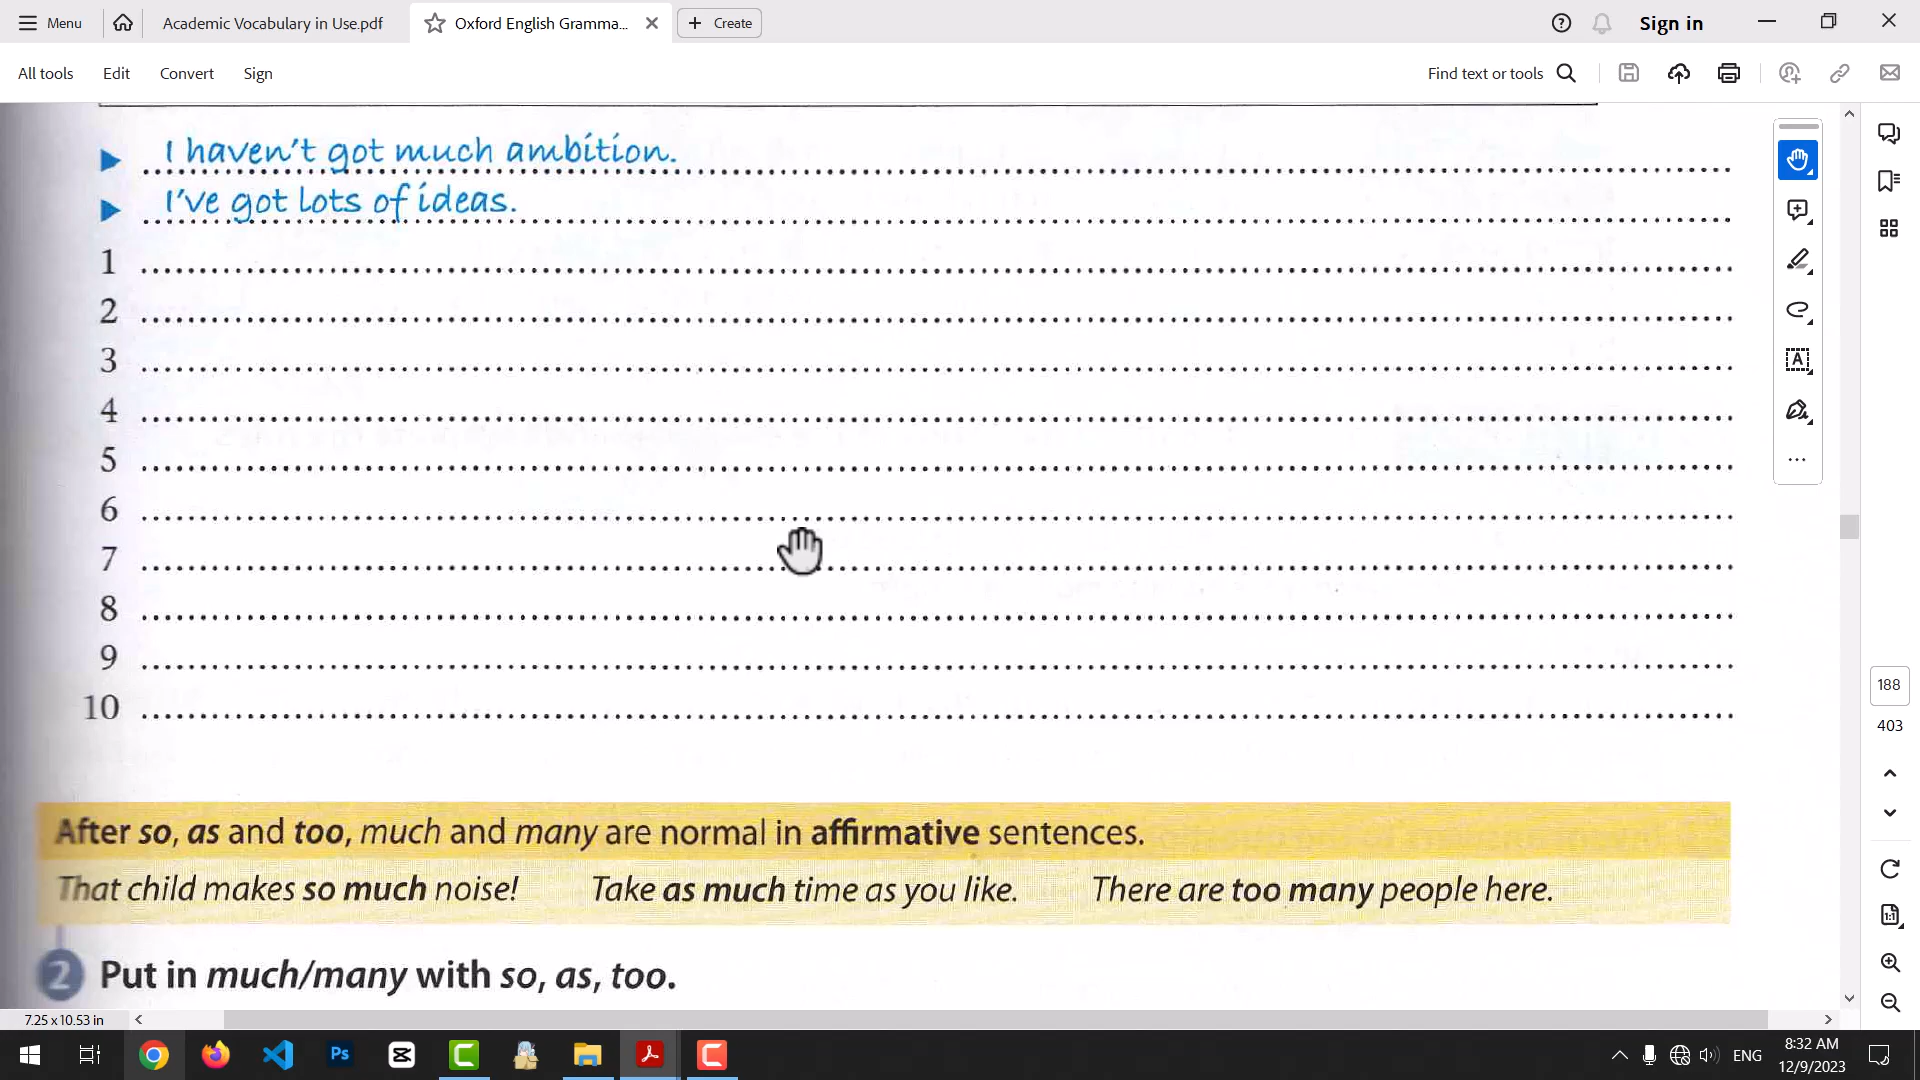 Menu
Academic Vocabulary in Use.pdf
Oxford English Gramma...
Create
Sign in
All tools
Edit
Convert
Sign
Find text or tools
I haven't got much ambition.
I've got lots of ideas.
1
2
3
4
5
6
7
8
9
10
After so, as and too, much and many are normal in affirmative sentences.
That child makes so much noise! Take as much time as you like. There are too many people here.
2 Put in much/many with so, as, too.
188
403
7.25 x 10.53 in
Ps
ENG
8:32 AM
12/9/2023